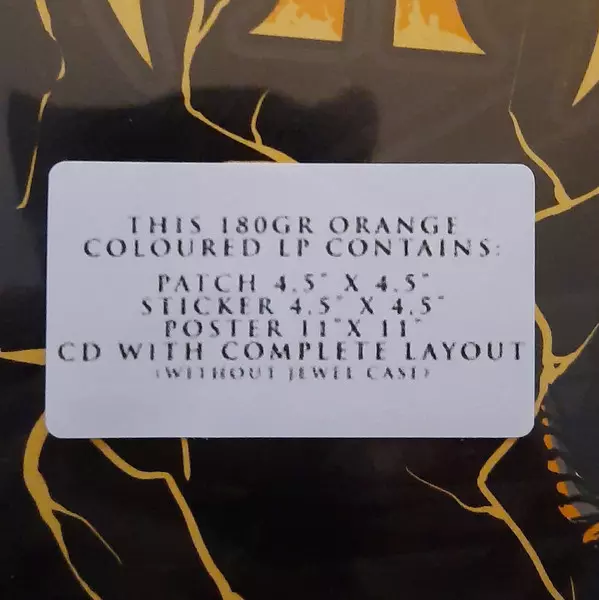 THIS 180GR ORANGE
COLOURED LP CONTAINS:
PATCH 4,5" X 4,5"
STICKER 4,5" X 4,5"
POSTER 11"X 11"
CD WITH COMPLETE LAYOUT
(WITHOUT JEWEL CASE)